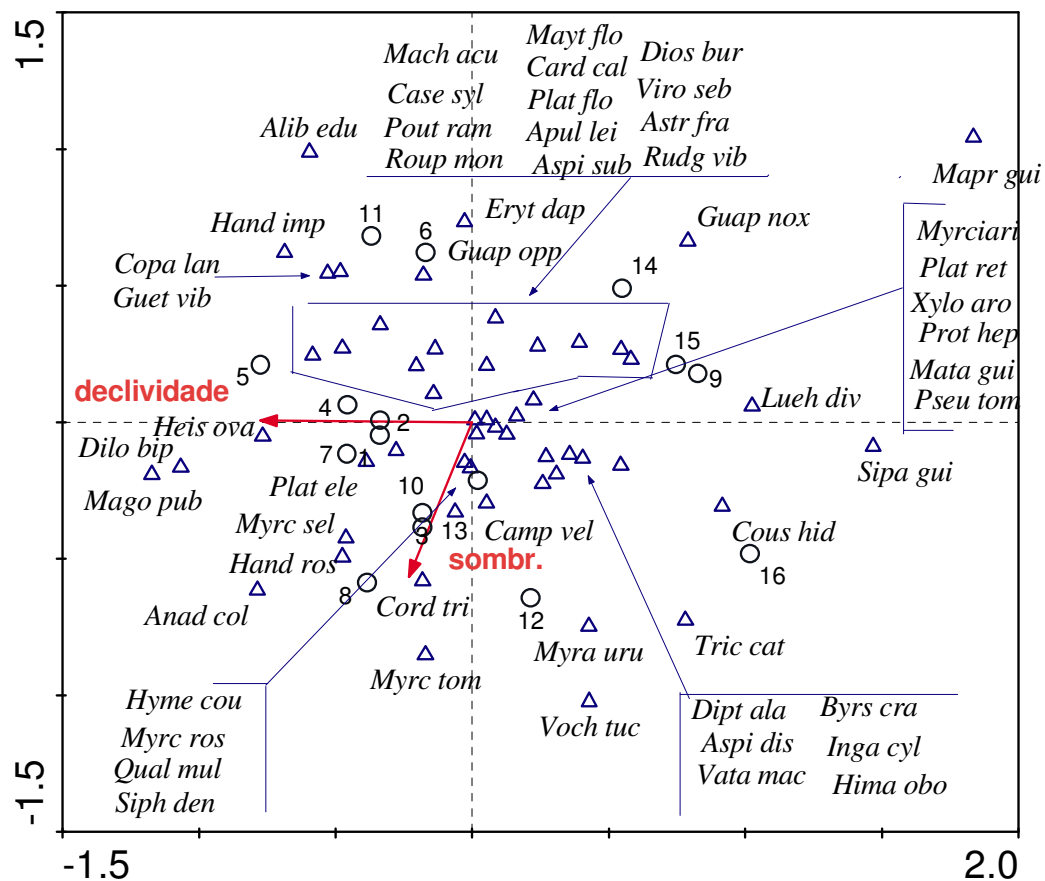 1.5
Mach acu
Case syl
Pout ram
Roup mon
Mayt flo
Card cal
Plat flo
Apul lei
Aspi sub
Dios bur
Viro seb
Astr fra
Rudg vib
Alib edu
Mapr gui
Hand imp
11
6
Eryt dap
Guap opp
Guap nox
Myrciari
Plat ret
Xylo aro
Prot hep
Mata gui
Pseu tom
Copa lan
Guet vib
14
15
9
5
declividade
4
2
Lueh div
Heis ova
Dilo bip
7
1
Mago pub
Plat ele
Sipa gui
10
Myrc sel
3
13
Camp vel
Cous hid
Hand ros
sombr.
16
8
Anad col
Cord tri
12
Myra uru
Tric cat
Myrc tom
Voch tuc
Hyme cou
Myrc ros
Qual mul
Siph den
Dipt ala
Aspi dis
Vata mac
Byrs cra
Inga cyl
Hima obo
-1.5
-1.5
2.0